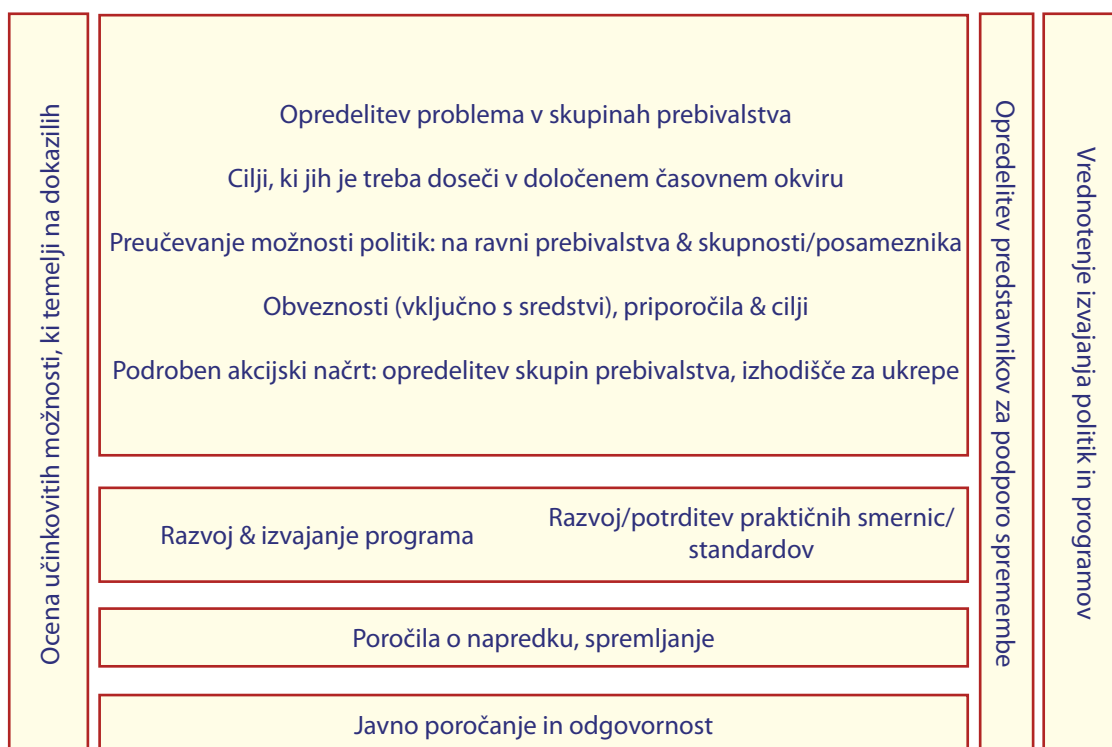 Ocena učinkovitih možnosti, ki temelji na dokazilih
Opredelitev problema v skupinah prebivalstva
Cilji, ki jih je treba doseči v določenem časovnem okviru
Preučevanje možnosti politik: na ravni prebivalstva & skupnosti/posameznika
Obveznosti (vključno s sredstvi), priporočila & cilji
Podroben akcijski načrt: opredelitev skupin prebivalstva, izhodišče za ukrepe
Razvoj & izvajanje programa
Razvoj/potrditev praktičnih smernic/
standardov
Poročila o napredku, spremljanje
Javno poročanje in odgovornost
Opredelitev predstavnikov za podporo spremembe
Vrednotenje izvajanja politik in programov